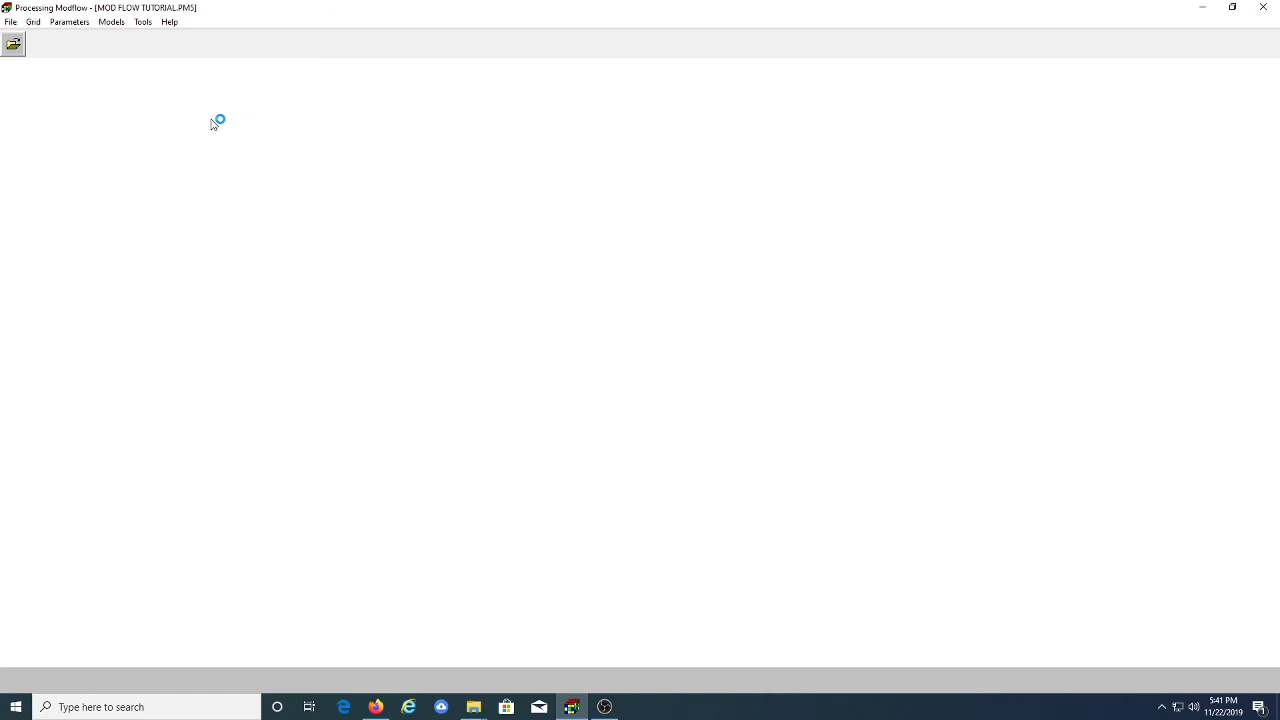 Processing Modflow - [MOD FLOW TUTORIAL.PM5]
File Grid Parameters Models Tools Help
Type here to search
5:41 PM
11/22/2019
1